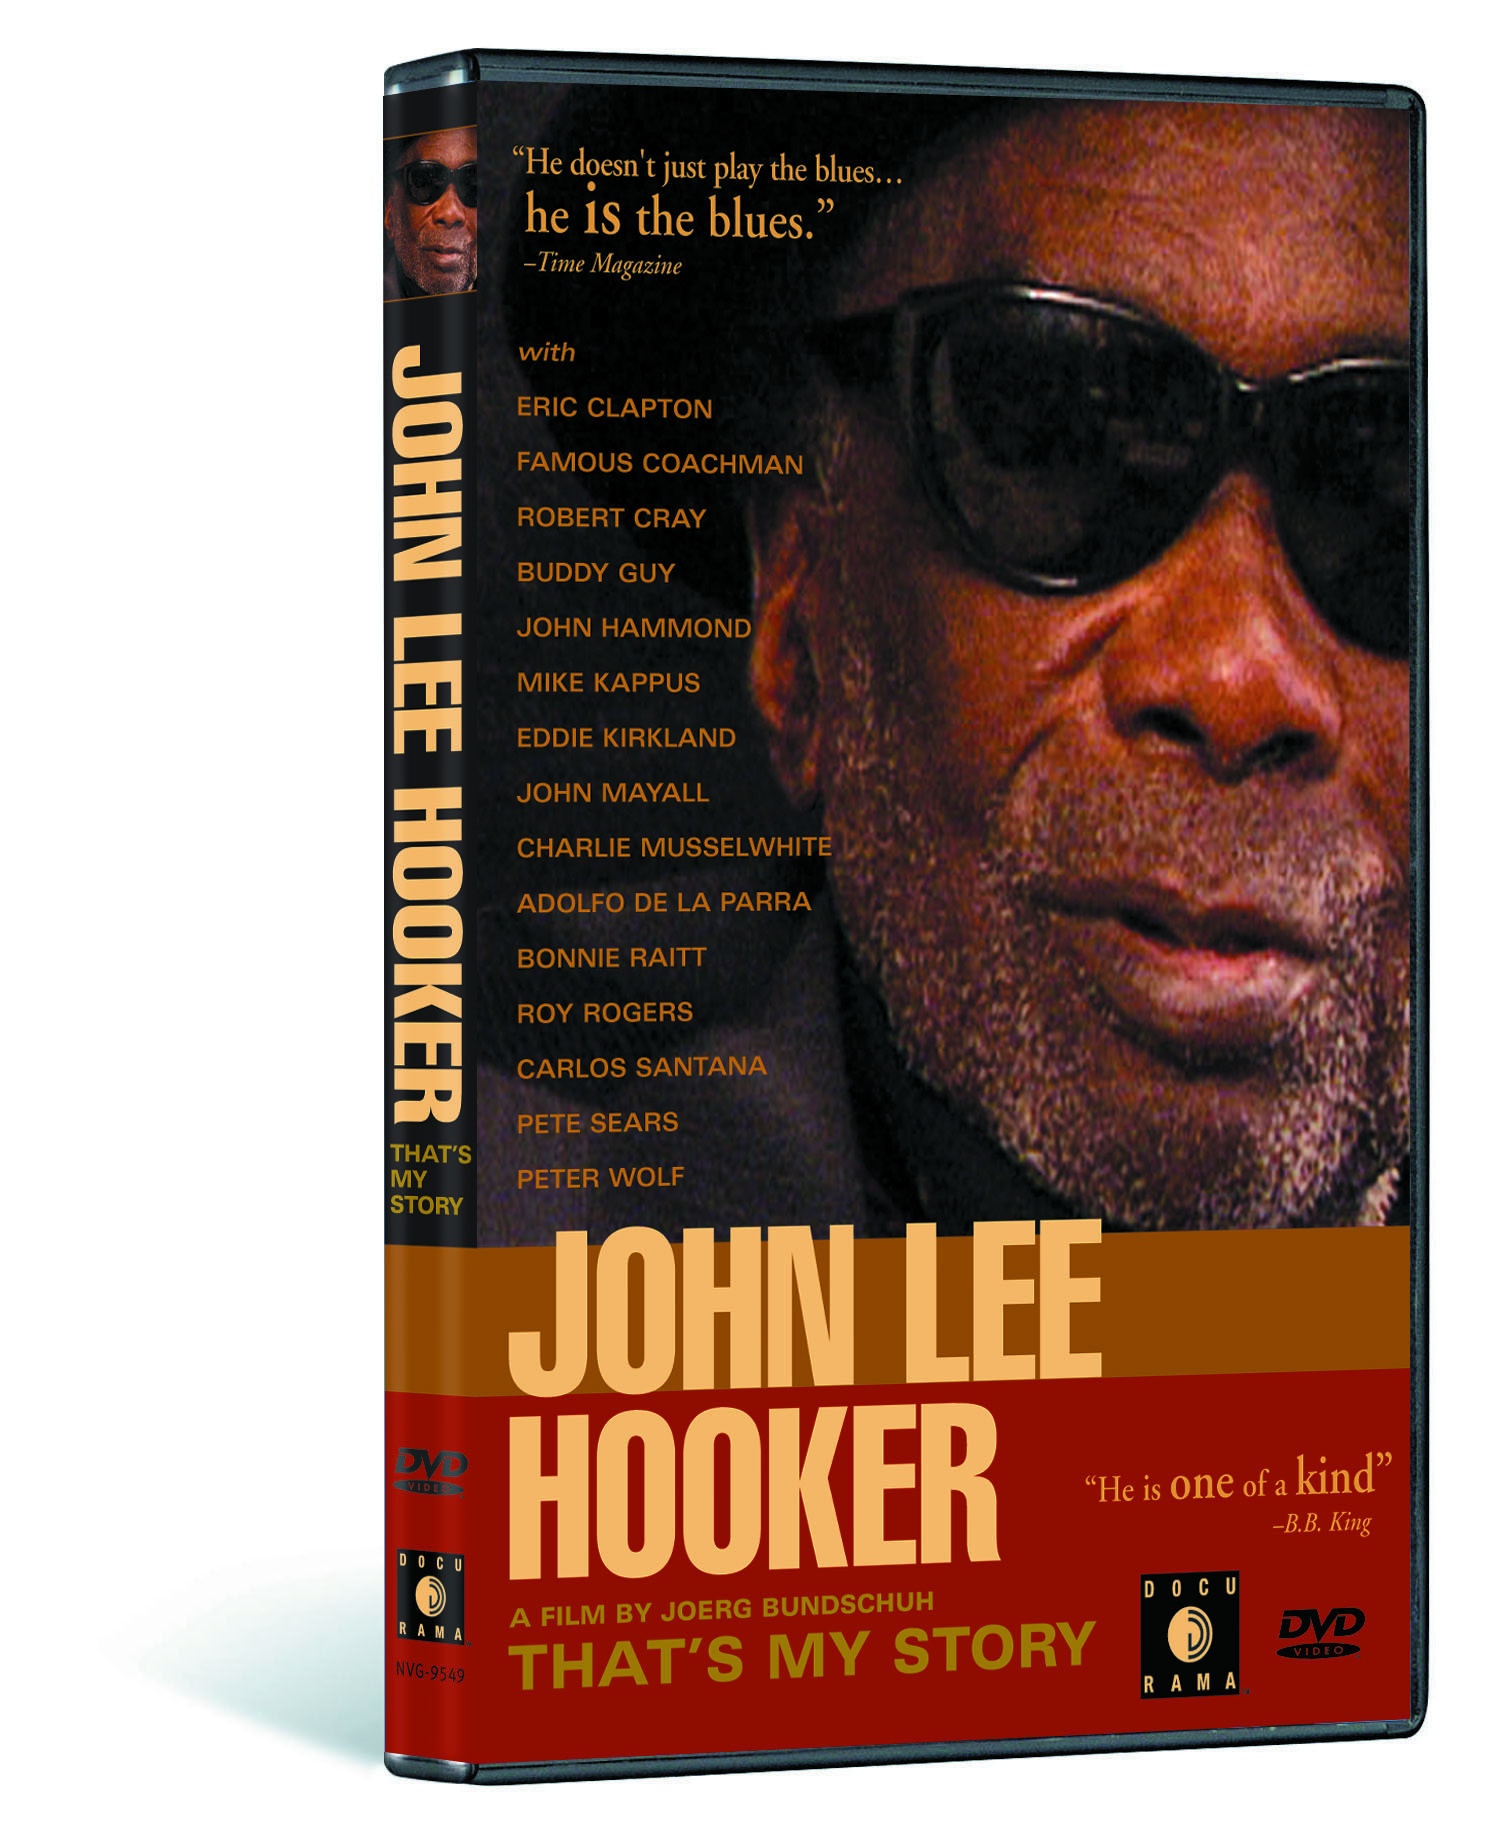 “He doesn't just play the blues…
he is the blues.”
–Time Magazine
with
ERIC CLAPTON
FAMOUS COACHMAN
ROBERT CRAY
BUDDY GUY
JOHN HAMMOND
MIKE KAPPUS
EDDIE KIRKLAND
JOHN MAYALL
CHARLIE MUSSELWHITE
ADOLFO DE LA PARRA
BONNIE RAITT
ROY ROGERS
CARLOS SANTANA
PETE SEARS
PETER WOLF
JOHN LEE
HOOKER
“He is one of a kind”
–B.B. King
A FILM BY JOERG BUNDSCHUH
THAT’S MY STORY
DOCU
RAMA
DVD
VIDEO
JOHN LEE HOOKER
THAT’S
MY
STORY
DVD
VIDEO
DOCU
RAMA™
NVG-9549